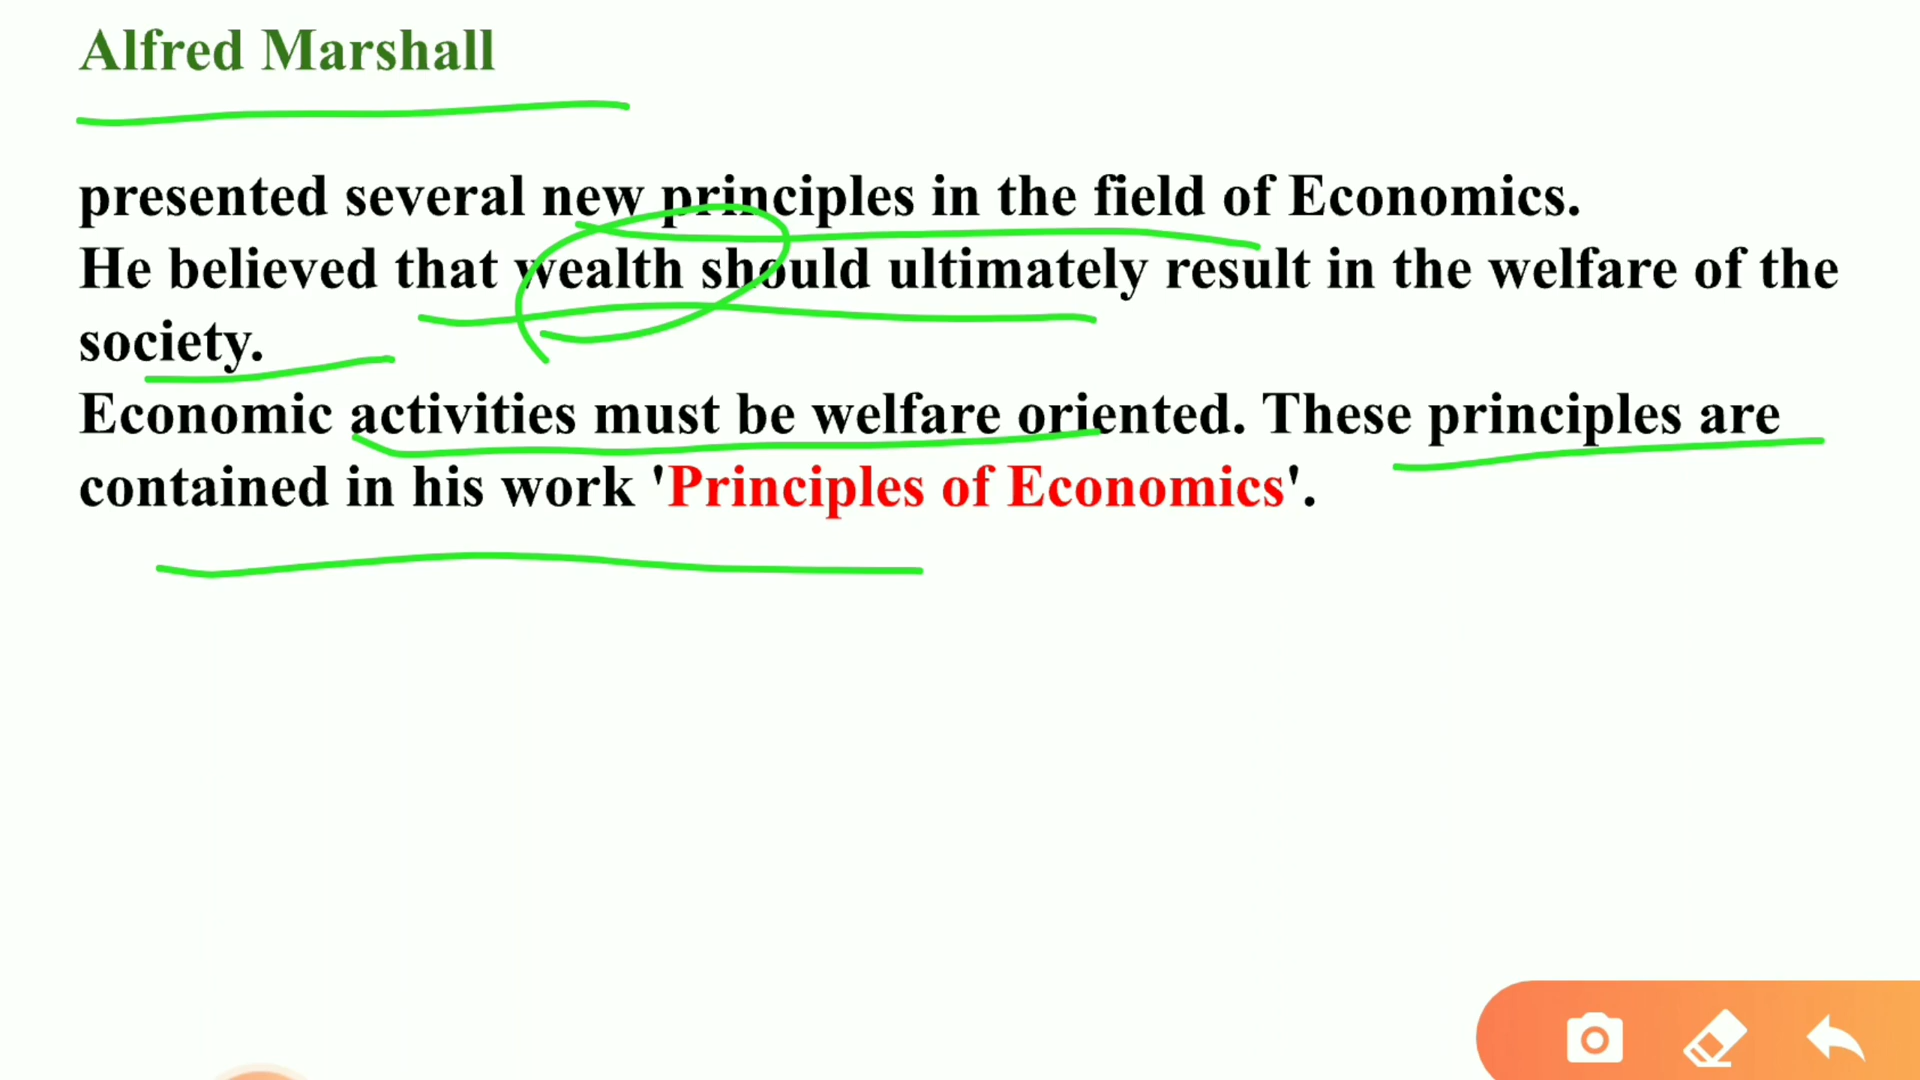 Alfred Marshall
presented several new principles in the field of Economics.
He believed that wealth should ultimately result in the welfare of the
society.
Economic activities must be welfare oriented. These principles are
contained in his work 'Principles of Economics'.